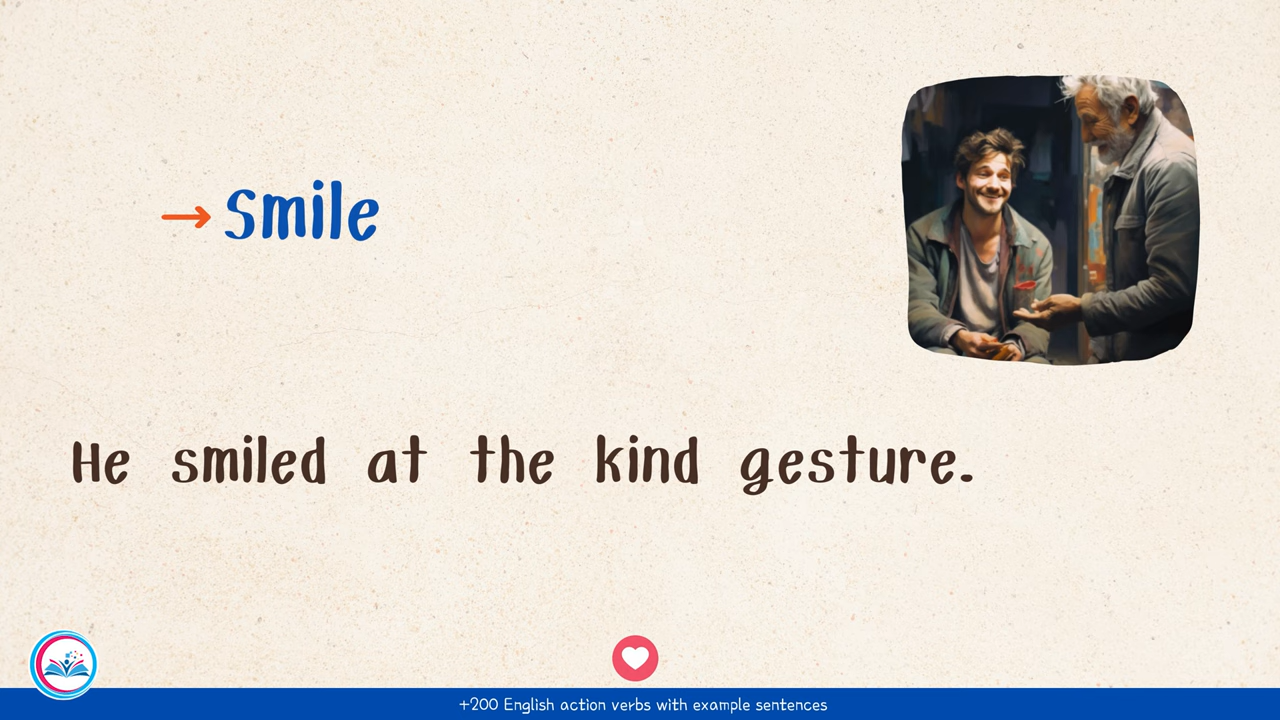 → Smile
He smiled at the kind gesture.
+200 English action verbs with example sentences